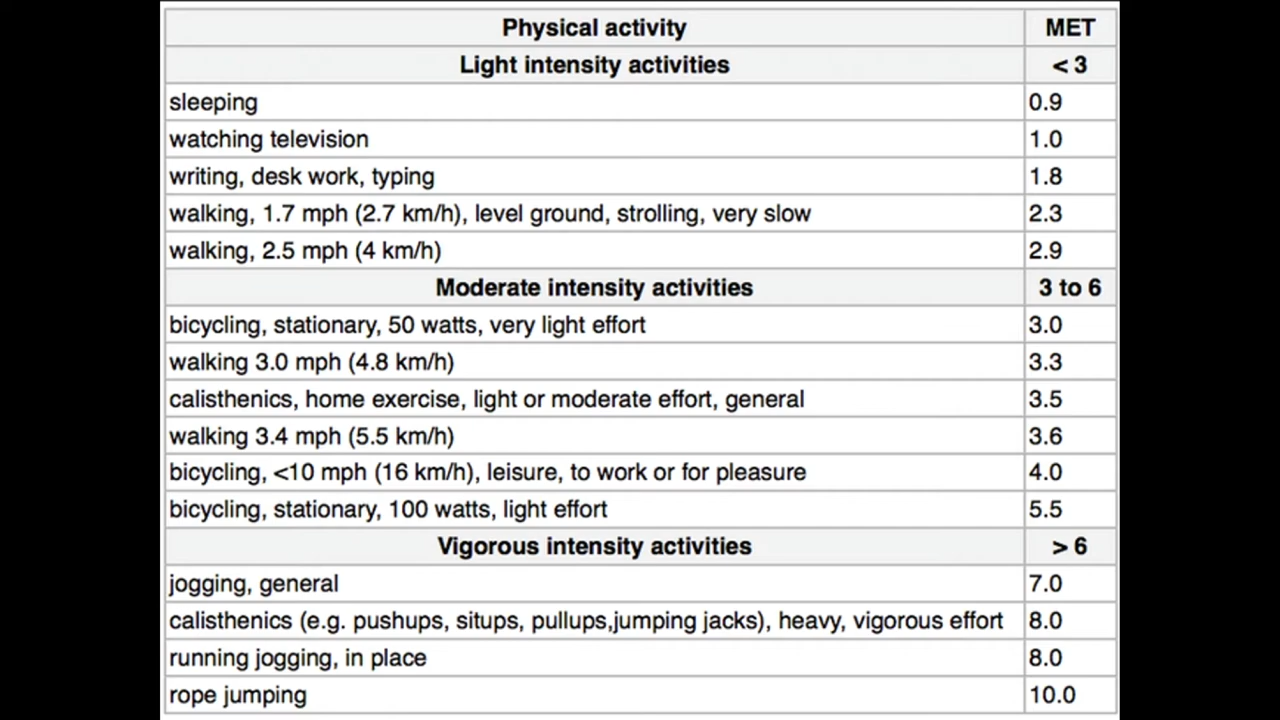 Physical activity MET
Light intensity activities < 3
sleeping 0.9
watching television 1.0
writing, desk work, typing 1.8
walking, 1.7 mph (2.7 km/h), level ground, strolling, very slow 2.3
walking, 2.5 mph (4 km/h) 2.9
Moderate intensity activities 3 to 6
bicycling, stationary, 50 watts, very light effort 3.0
walking 3.0 mph (4.8 km/h) 3.3
calisthenics, home exercise, light or moderate effort, general 3.5
walking 3.4 mph (5.5 km/h) 3.6
bicycling, <10 mph (16 km/h), leisure, to work or for pleasure 4.0
bicycling, stationary, 100 watts, light effort 5.5
Vigorous intensity activities > 6
jogging, general 7.0
calisthenics (e.g. pushups, situps, pullups,jumping jacks), heavy, vigorous effort 8.0
running jogging, in place 8.0
rope jumping 10.0